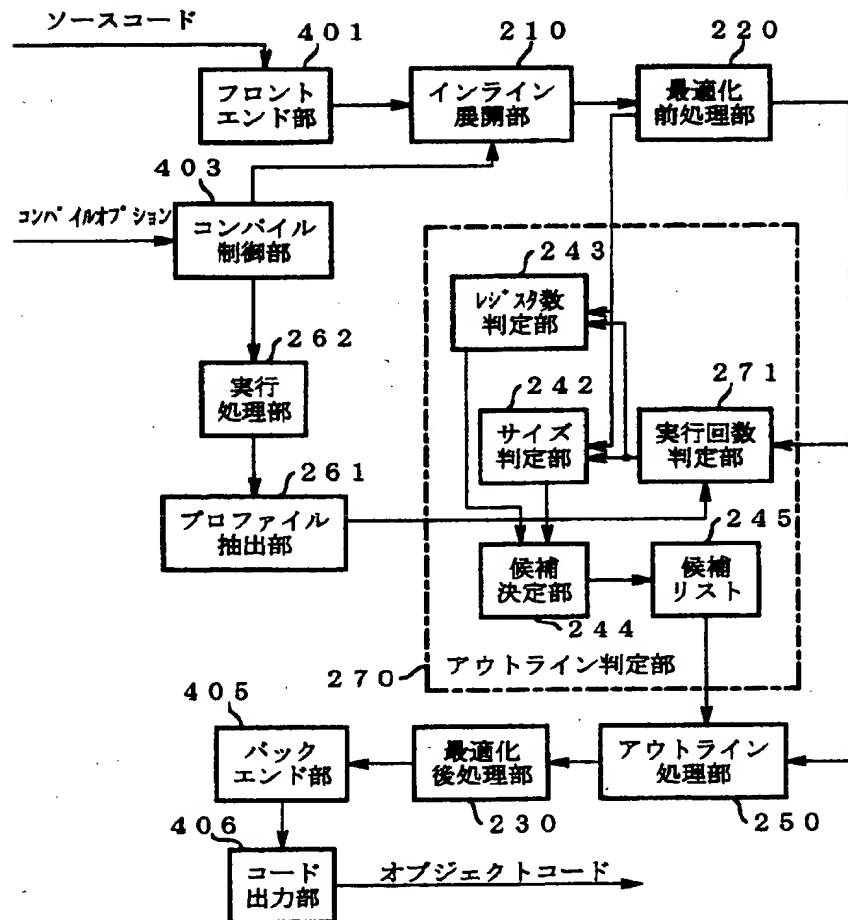 ソースコード
401
フロント
エンド部
210
インライン
展開部
220
最適化
前処理部
403
コンパイルオプション
コンパイル
制御部
243
レジスタ数
判定部
262
実行
処理部
242
サイズ
判定部
271
実行回数
判定部
261
プロファイル
抽出部
245
候補
決定部
候補
リスト
244
270
アウトライン判定部
405
バック
エンド部
最適化
後処理部
アウトライン
処理部
230
250
406
コード
出力部
オブジェクトコード